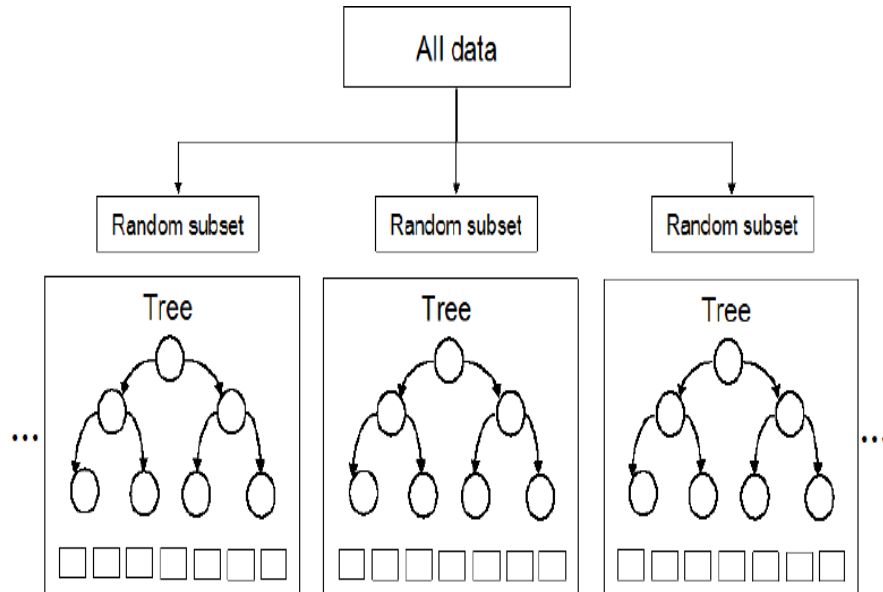 All data
Random subset
Random subset
Random subset
Tree
Tree
Tree
...
...